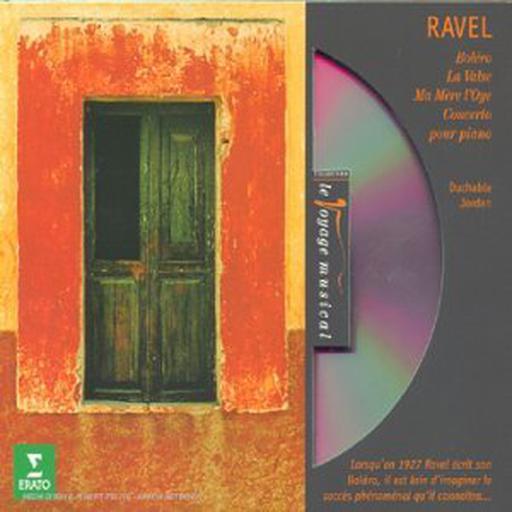 RAVEL
Boléro
La Valse
Ma Mère l'Oye
Concerto
pour piano
Duchable
Jordan
le Voyage musical
ERATO
Lorsqu'en 1927 Ravel écrit son
Boléro, il est loin d'imaginer le
succès phénoménal qu'il connaîtra...